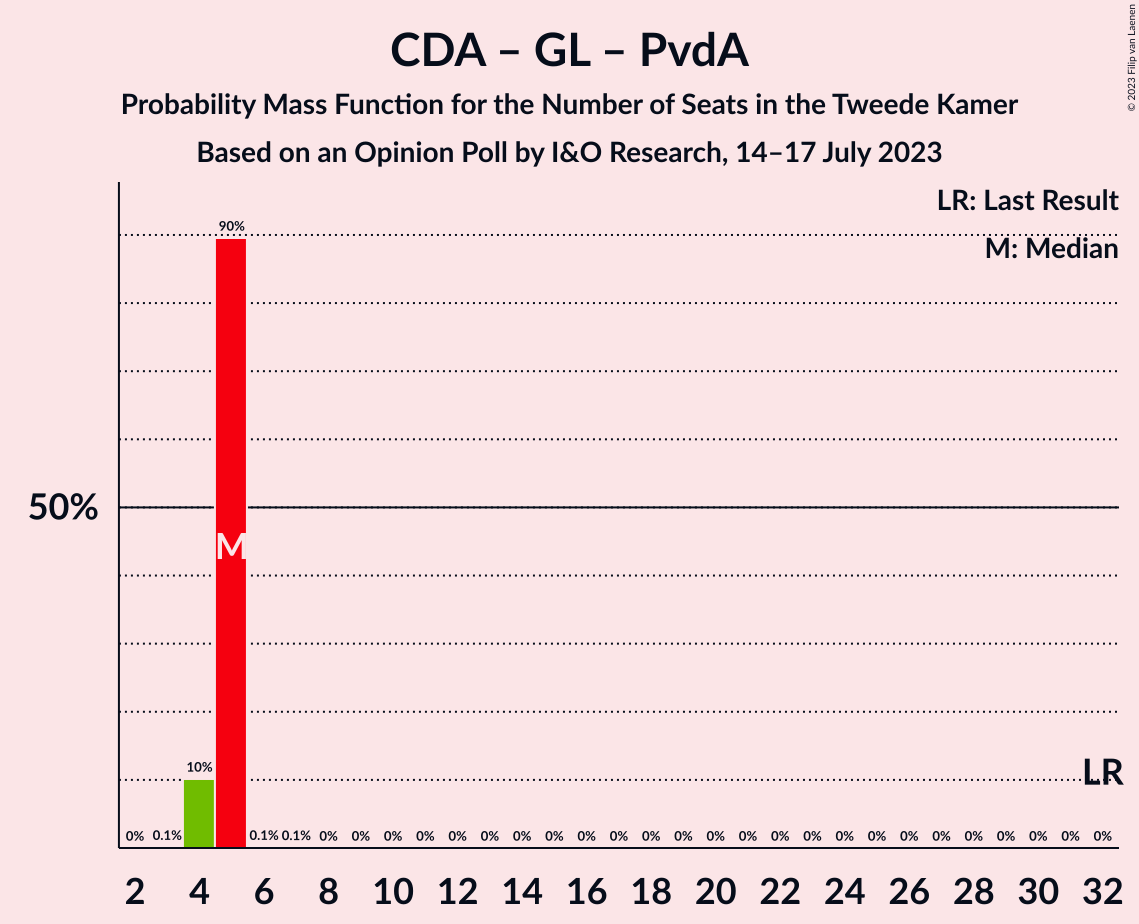 CDA – GL – PvdA
Probability Mass Function for the Number of Seats in the Tweede Kamer
Based on an Opinion Poll by I&O Research, 14–17 July 2023
© 2023 Filip van Laenen
LR: Last Result
M: Median
90%
50%
M
10%
LR
0% 0.1% 0.1% 0.1% 0% 0% 0% 0% 0% 0% 0% 0% 0% 0% 0% 0% 0% 0% 0% 0% 0% 0% 0% 0% 0% 0% 0% 0% 0%
2 4 6 8 10 12 14 16 18 20 22 24 26 28 30 32